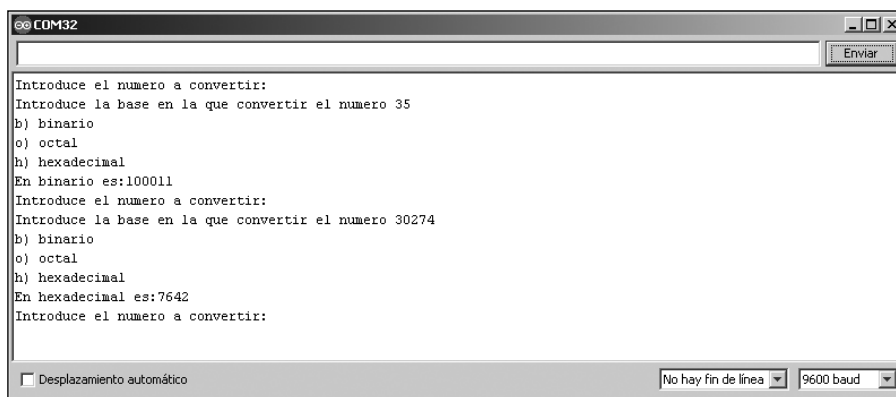 COM32
Enviar
Introduce el numero a convertir:
Introduce la base en la que convertir el numero 35
b) binario
o) octal
h) hexadecimal
En binario es:100011
Introduce el numero a convertir:
Introduce la base en la que convertir el numero 30274
b) binario
o) octal
h) hexadecimal
En hexadecimal es:7642
Introduce el numero a convertir:
Desplazamiento automático
No hay fin de línea
9600 baud